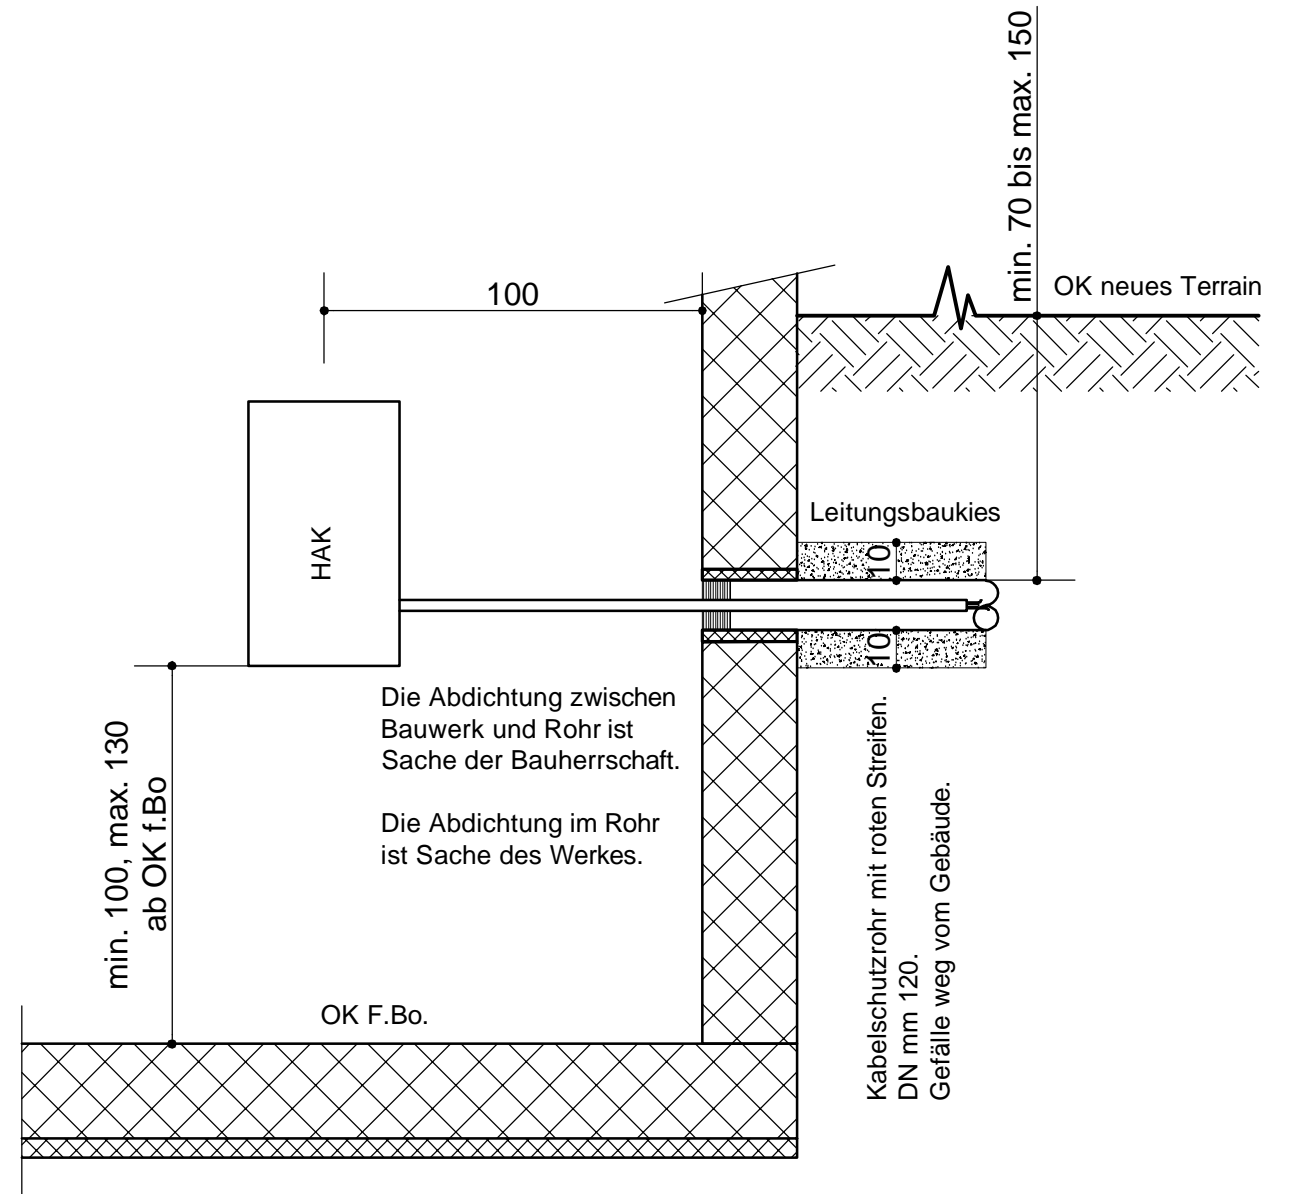 min. 70 bis max. 150
OK neues Terrain
100
HAK
Leitungsbaukies
10
10
Die Abdichtung zwischen
Bauwerk und Rohr ist
Sache der Bauherrschaft.
Die Abdichtung im Rohr
ist Sache des Werkes.
min. 100, max. 130
ab OK f.Bo
OK F.Bo.
Kabelschutzrohr mit roten Streifen.
DN mm 120.
Gefälle weg vom Gebäude.